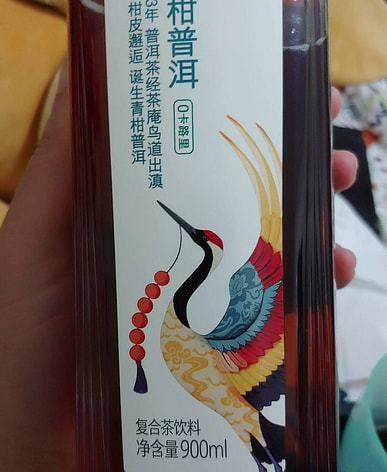 柑普洱
0卡路里
3年 普洱茶经茶庵鸟道出滇
柑皮邂逅 诞生青柑普洱
复合茶饮料
净含量900ml